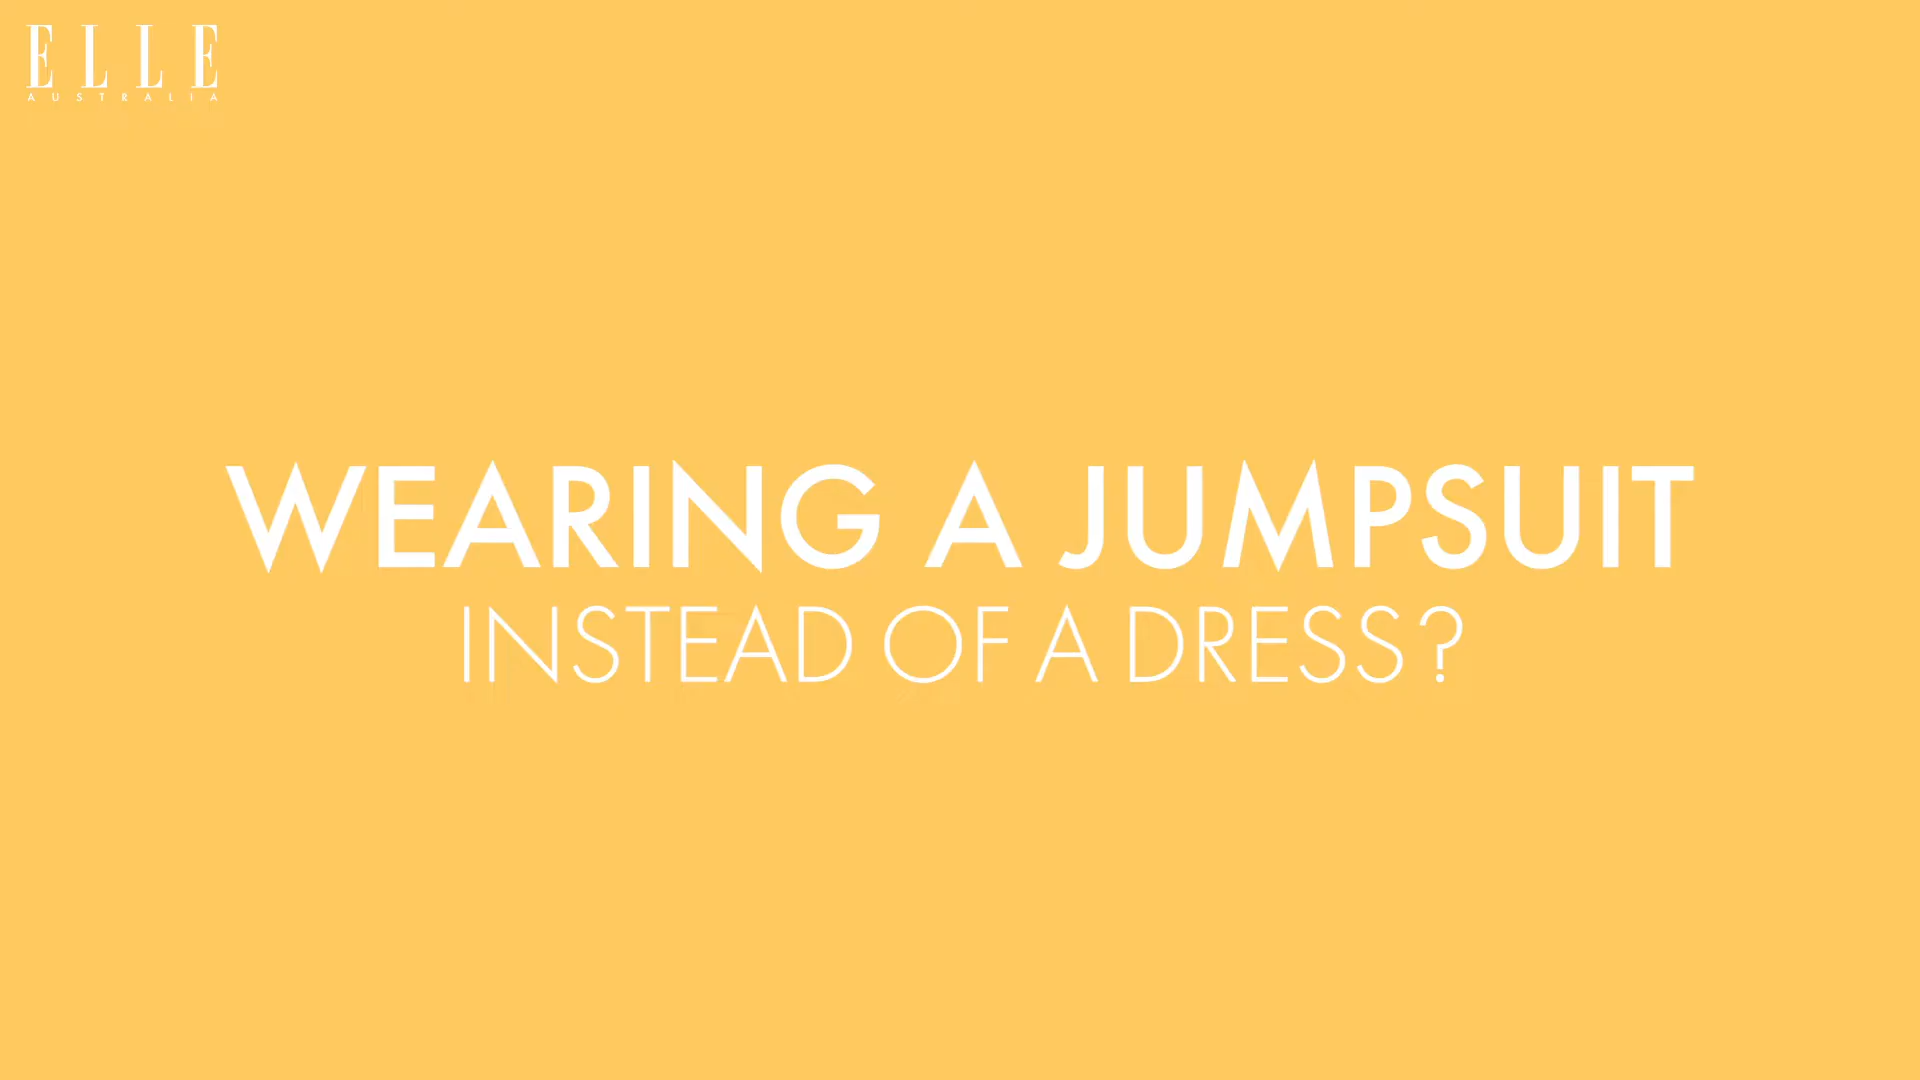 ELLE
AUSTRALIA
WEARING A JUMPSUIT
INSTEAD OF A DRESS?